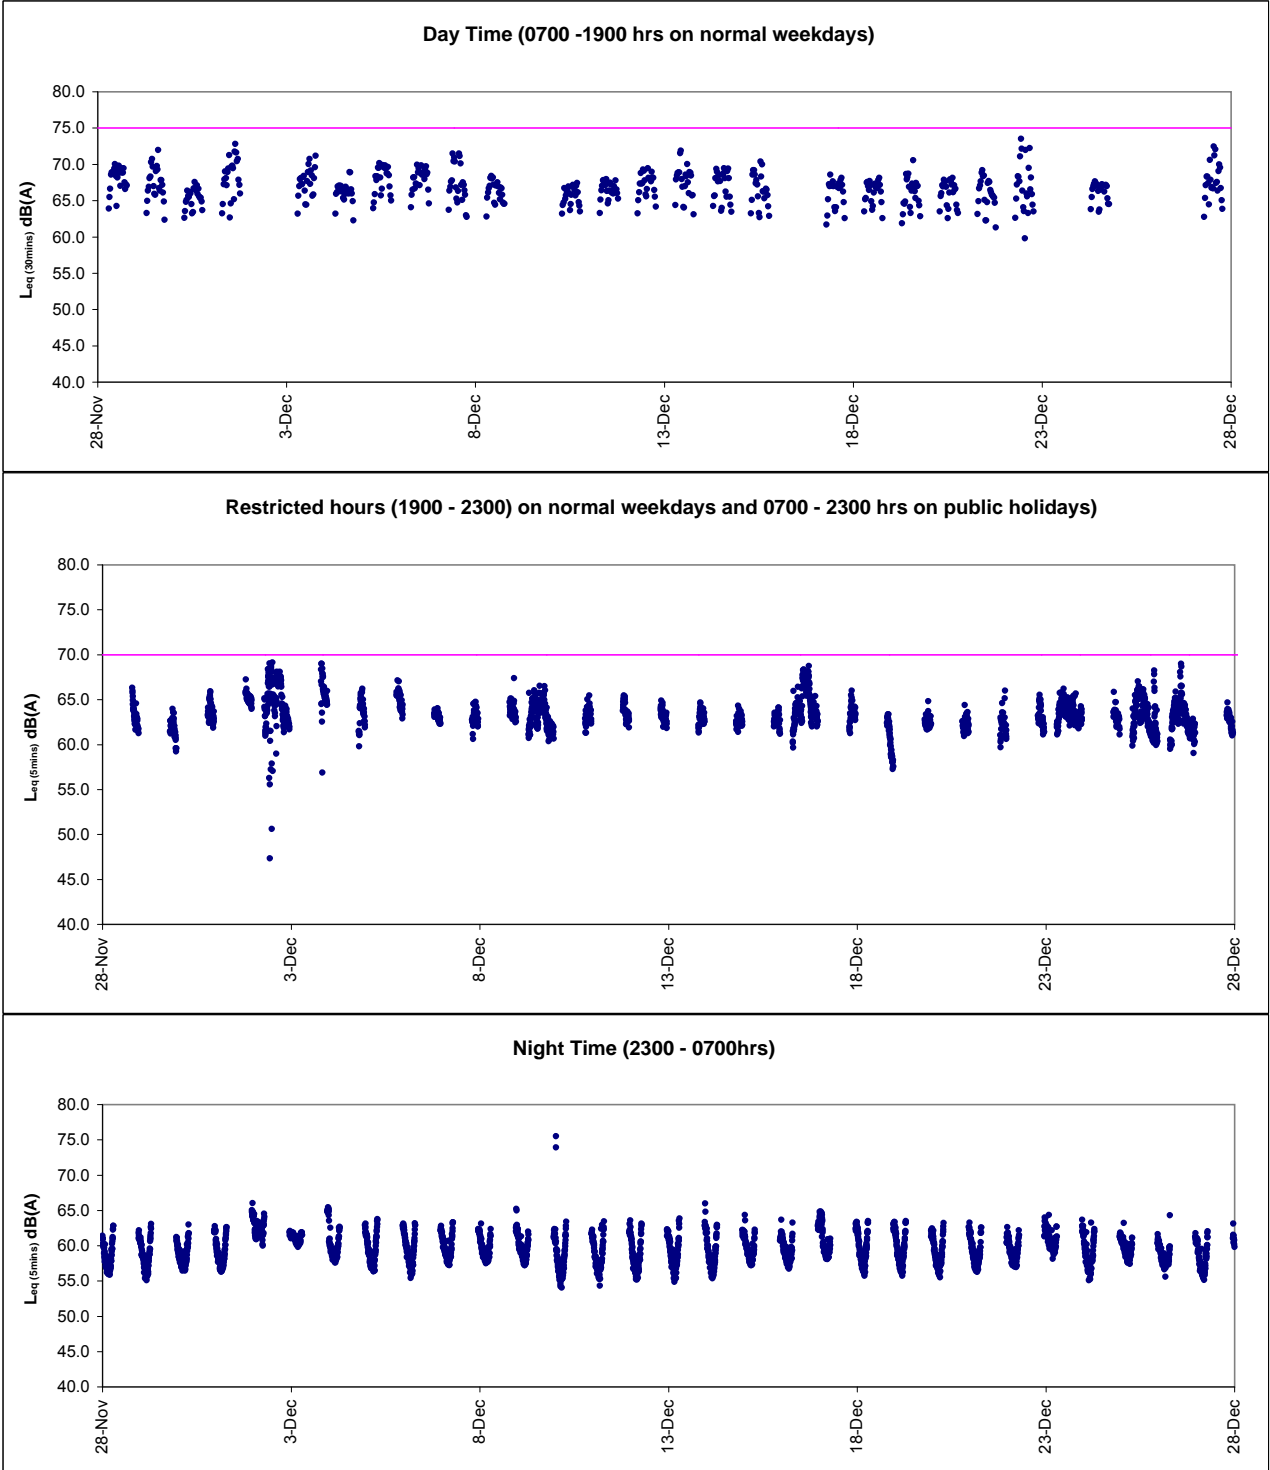 Day Time (0700 -1900 hrs on normal weekdays)
80.0
75.0
70.0
65.0
60.0
55.0
50.0
45.0
40.0
Leq (30mins) dB(A)
28-Nov
3-Dec
8-Dec
13-Dec
18-Dec
23-Dec
28-Dec
Restricted hours (1900 - 2300) on normal weekdays and 0700 - 2300 hrs on public holidays)
80.0
75.0
70.0
65.0
60.0
55.0
50.0
45.0
40.0
Leq (5mins) dB(A)
28-Nov
3-Dec
8-Dec
13-Dec
18-Dec
23-Dec
28-Dec
Night Time (2300 - 0700hrs)
80.0
75.0
70.0
65.0
60.0
55.0
50.0
45.0
40.0
Leq (5mins) dB(A)
28-Nov
3-Dec
8-Dec
13-Dec
18-Dec
23-Dec
28-Dec